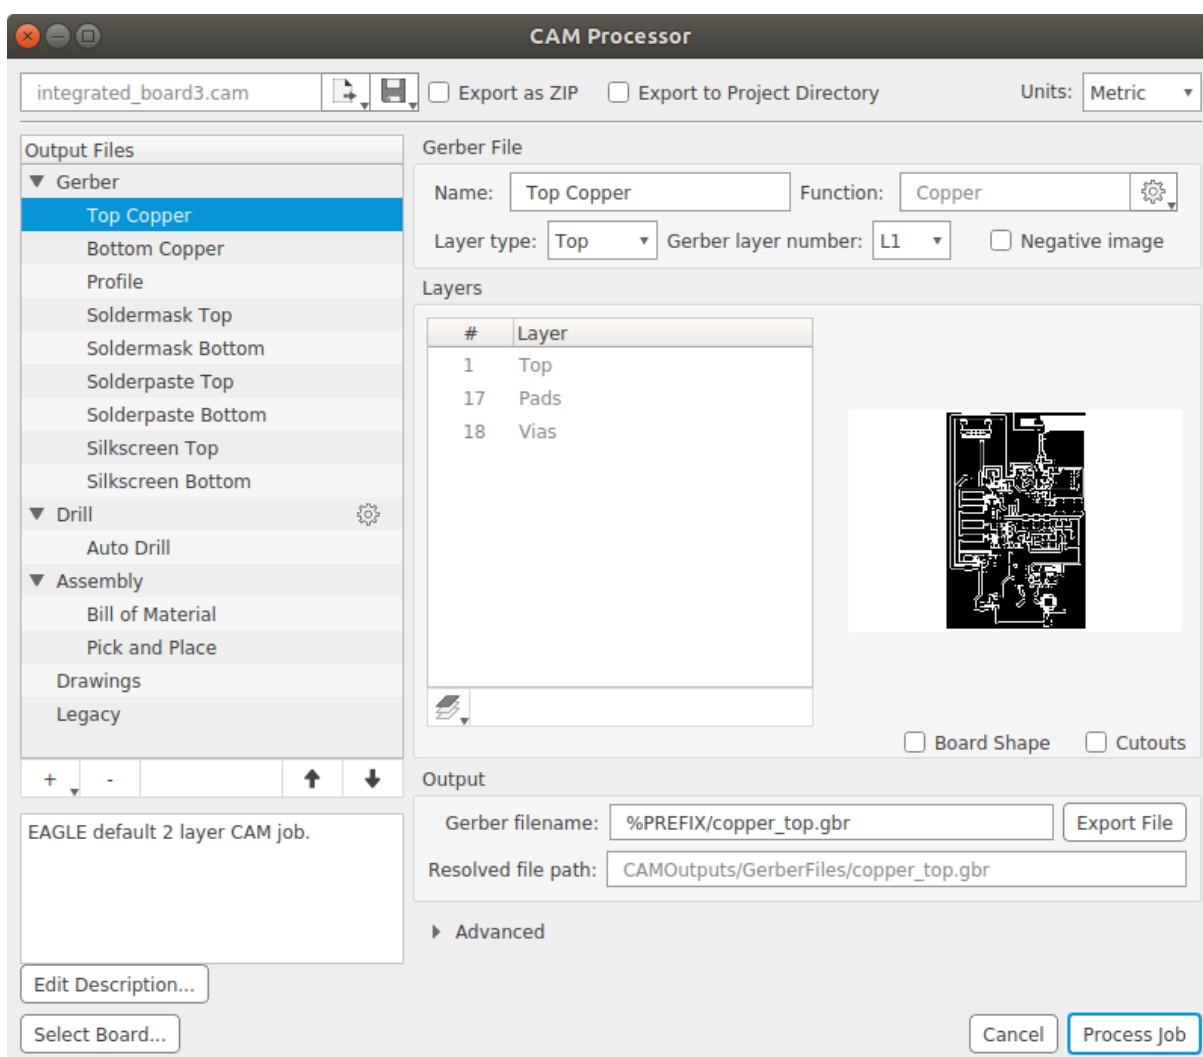 CAM Processor
integrated_board3.cam
Export as ZIP
Export to Project Directory
Units: Metric
Output Files
Gerber
Top Copper
Bottom Copper
Profile
Soldermask Top
Soldermask Bottom
Solderpaste Top
Solderpaste Bottom
Silkscreen Top
Silkscreen Bottom
Drill
Auto Drill
Assembly
Bill of Material
Pick and Place
Drawings
Legacy
+ -
EAGLE default 2 layer CAM job.
Edit Description...
Select Board...
Gerber File
Name: Top Copper Function: Copper
Layer type: Top Gerber layer number: L1 Negative image
Layers
# Layer
1 Top
17 Pads
18 Vias
Board Shape Cutouts
Output
Gerber filename: %PREFIX/copper_top.gbr Export File
Resolved file path: CAMOutputs/GerberFiles/copper_top.gbr
Advanced
Cancel Process Job